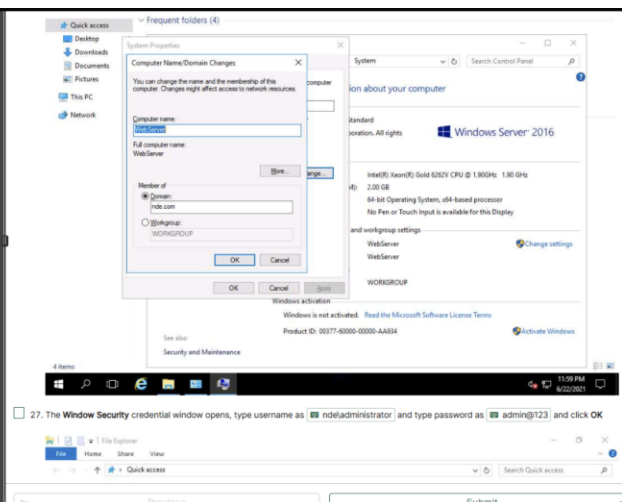 Quick access
Frequent folders (4)
Desktop
Downloads
Documents
Pictures
This PC
Network
System Properties
Computer Name/Domain Changes
You can change the name and the membership of this
computer. Changes might affect access to network resources.
Computer name:
WebServer
Full computer name:
WebServer
More...
Member of
Domain:
nde.com
Workgroup:
WORKGROUP
OK
Cancel
OK
Cancel
Apply
computer
ange...
System
Search Control Panel
ion about your computer
Standard
poration. All rights
Windows Server 2016
Intel(R) Xeon(R) Gold 6262V CPU @ 1.90GHz 1.90 GHz
2.00 GB
64-bit Operating System, x64-based processor
No Pen or Touch Input is available for this Display
and workgroup settings
WebServer
Change settings
WebServer
WORKGROUP
Windows activation
Windows is not activated. Read the Microsoft Software License Terms
Product ID: 00377-60000-00000-AA934
Activate Windows
See also
Security and Maintenance
4 items
11:59 PM
6/22/2021
27. The Window Security credential window opens, type username as nde\administrator and type password as admin@123 and click OK
File Explorer
File Home Share View
Quick access
Search Quick access
Previous
Submit